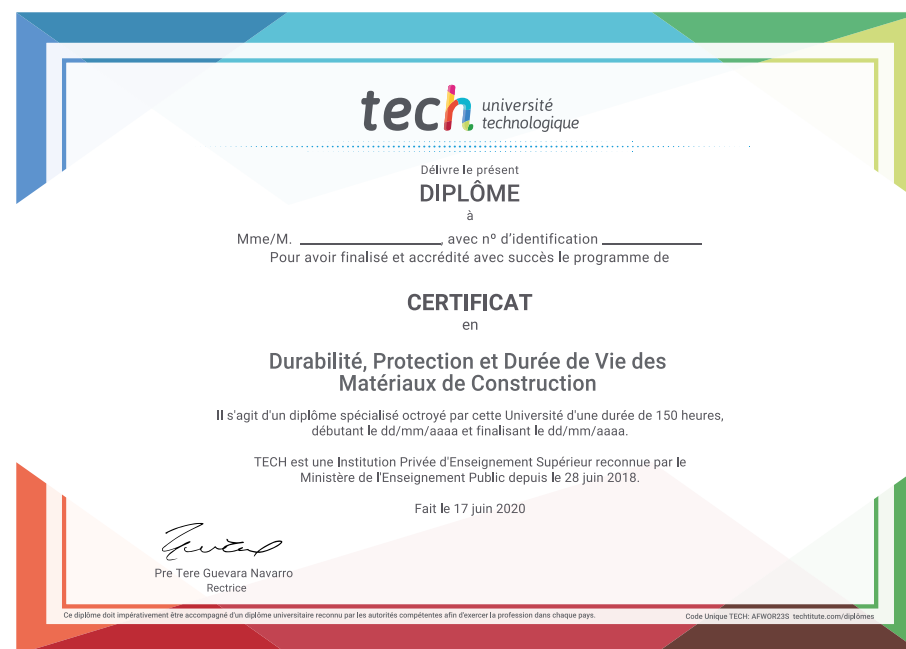 tech université
technologique
Délivre le présent
DIPLÔME
à
Mme/M. ____________________, avec nº d'identification ______________
Pour avoir finalisé et accrédité avec succès le programme de
CERTIFICAT
en
Durabilité, Protection et Durée de Vie des
Matériaux de Construction
Il s'agit d'un diplôme spécialisé octroyé par cette Université d'une durée de 150 heures,
débutant le dd/mm/aaaa et finalisant le dd/mm/aaaa.
TECH est une Institution Privée d'Enseignement Supérieur reconnue par le
Ministère de l'Enseignement Public depuis le 28 juin 2018.
Fait le 17 juin 2020
Pre Tere Guevara Navarro
Rectrice
Ce diplôme doit impérativement être accompagné d'un diplôme universitaire reconnu par les autorités compétentes afin d'exercer la profession dans chaque pays.
Code Unique TECH: AFWOR23S techtitute.com/diplômes